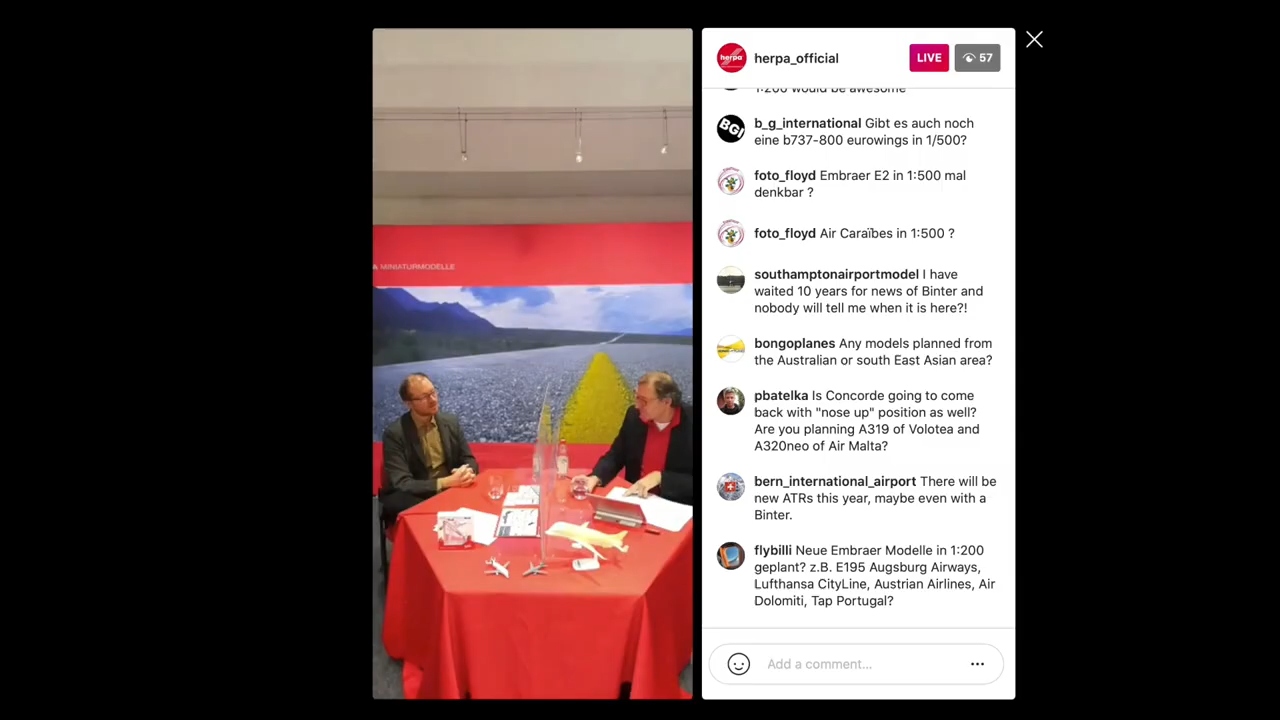 herpa
herpa_official
LIVE
57
1:200 would be awesome
BGI
b_g_international Gibt es auch noch
eine b737-800 eurowings in 1/500?
foto_floyd Embraer E2 in 1:500 mal
denkbar ?
foto_floyd Air Caraïbes in 1:500 ?
southamptonairportmodel I have
waited 10 years for news of Binter and
nobody will tell me when it is here?!
bongoplanes Any models planned from
the Australian or south East Asian area?
pbatelka Is Concorde going to come
back with "nose up" position as well?
Are you planning A319 of Volotea and
A320neo of Air Malta?
bern_international_airport There will be
new ATRs this year, maybe even with a
Binter.
flybilli Neue Embraer Modelle in 1:200
geplant? z.B. E195 Augsburg Airways,
Lufthansa CityLine, Austrian Airlines, Air
Dolomiti, Tap Portugal?
Add a comment...
& MINIATURMODELLE